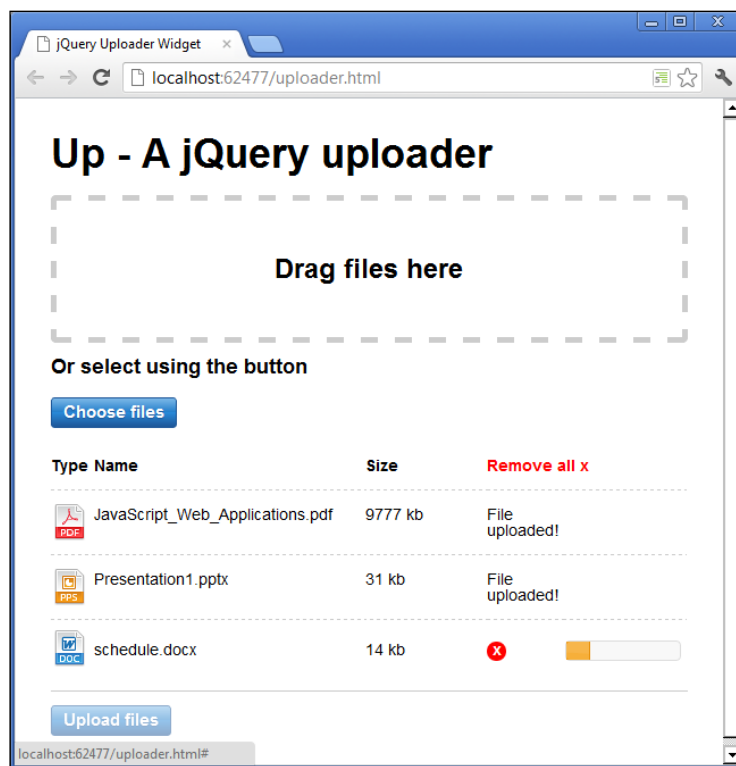 jQuery Uploader Widget
localhost:62477/uploader.html
Up - A jQuery uploader
Drag files here
Or select using the button
Choose files
Type Name Size Remove all x
PDF JavaScript_Web_Applications.pdf 9777 kb File uploaded!
PPS Presentation1.pptx 31 kb File uploaded!
W DOC schedule.docx 14 kb X
Upload files
localhost:62477/uploader.html#